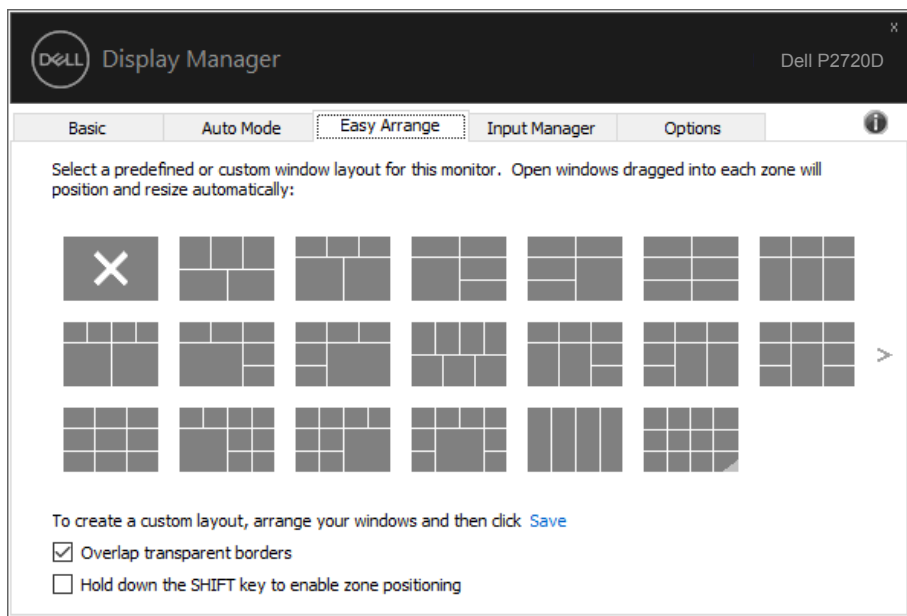 x
DELL Display Manager
Dell P2720D
Basic Auto Mode Easy Arrange Input Manager Options
Select a predefined or custom window layout for this monitor. Open windows dragged into each zone will
position and resize automatically:
>
To create a custom layout, arrange your windows and then click Save
Overlap transparent borders
Hold down the SHIFT key to enable zone positioning